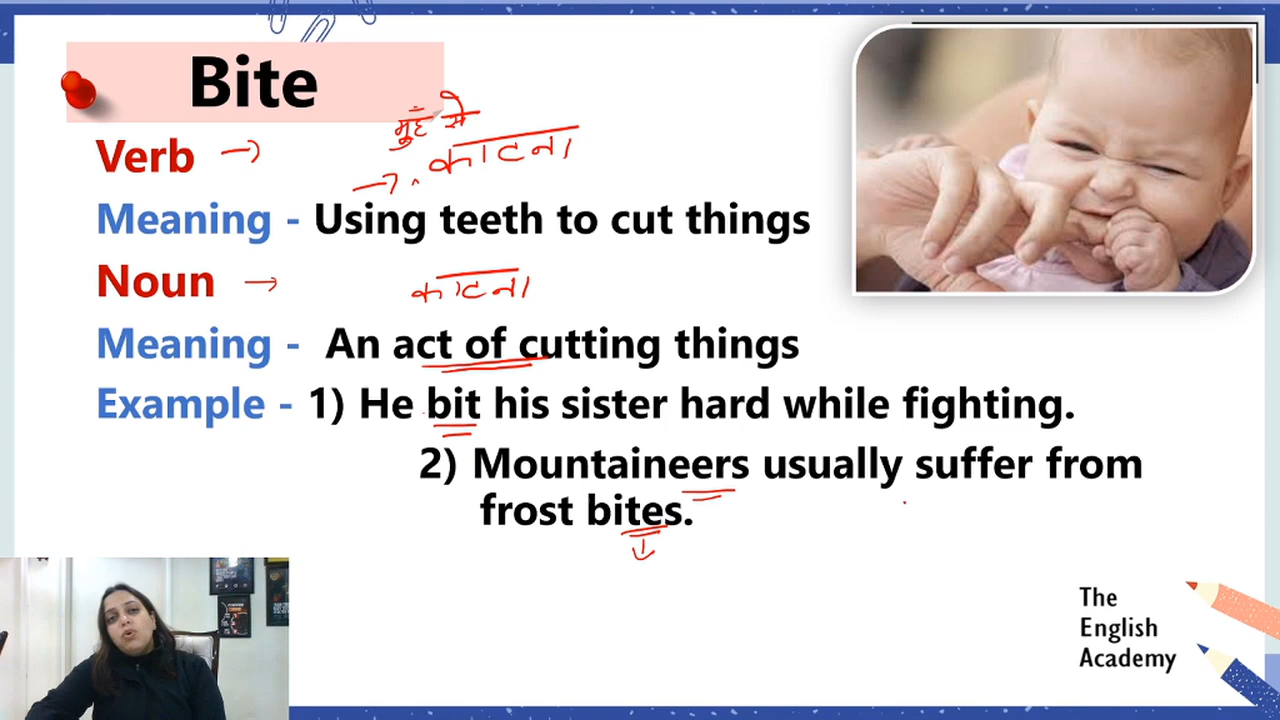 Bite
मुँह से
Verb → काटना
→
Meaning - Using teeth to cut things
Noun → काटना
Meaning - An act of cutting things
Example - 1) He bit his sister hard while fighting.
2) Mountaineers usually suffer from
frost bites.
The
English
Academy